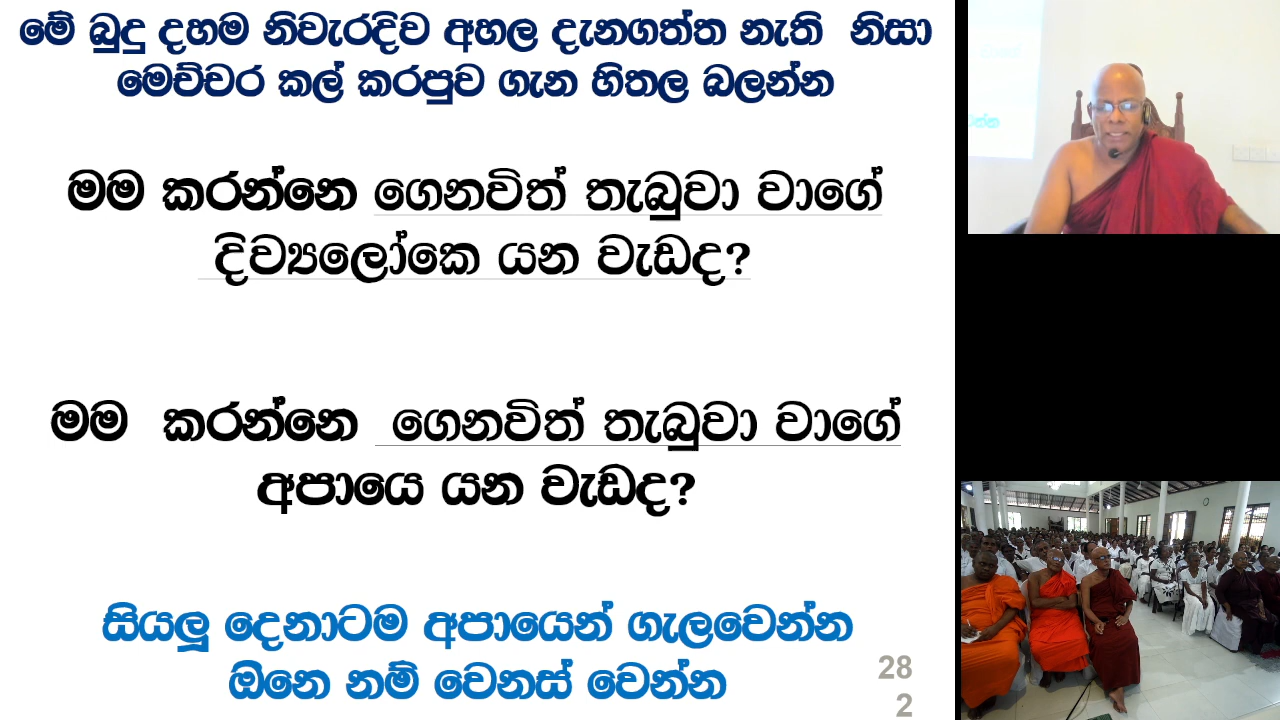 මේ බුදු දහම නිවැරදිව අහල දැනගත්ත නැති නිසා
මෙච්චර කල් කරපුව ගැන හිතල බලන්න
මම කරන්නෙ ගෙනවිත් තැබුවා වාගේ
දිව්‍යලෝකෙ යන වැඩද?
මම කරන්නෙ ගෙනවිත් තැබුවා වාගේ
අපායෙ යන වැඩද?
සියලූ දෙනාටම අපායෙන් ගැලවෙන්න
ඕනෙ නම් වෙනස් වෙන්න
28
2